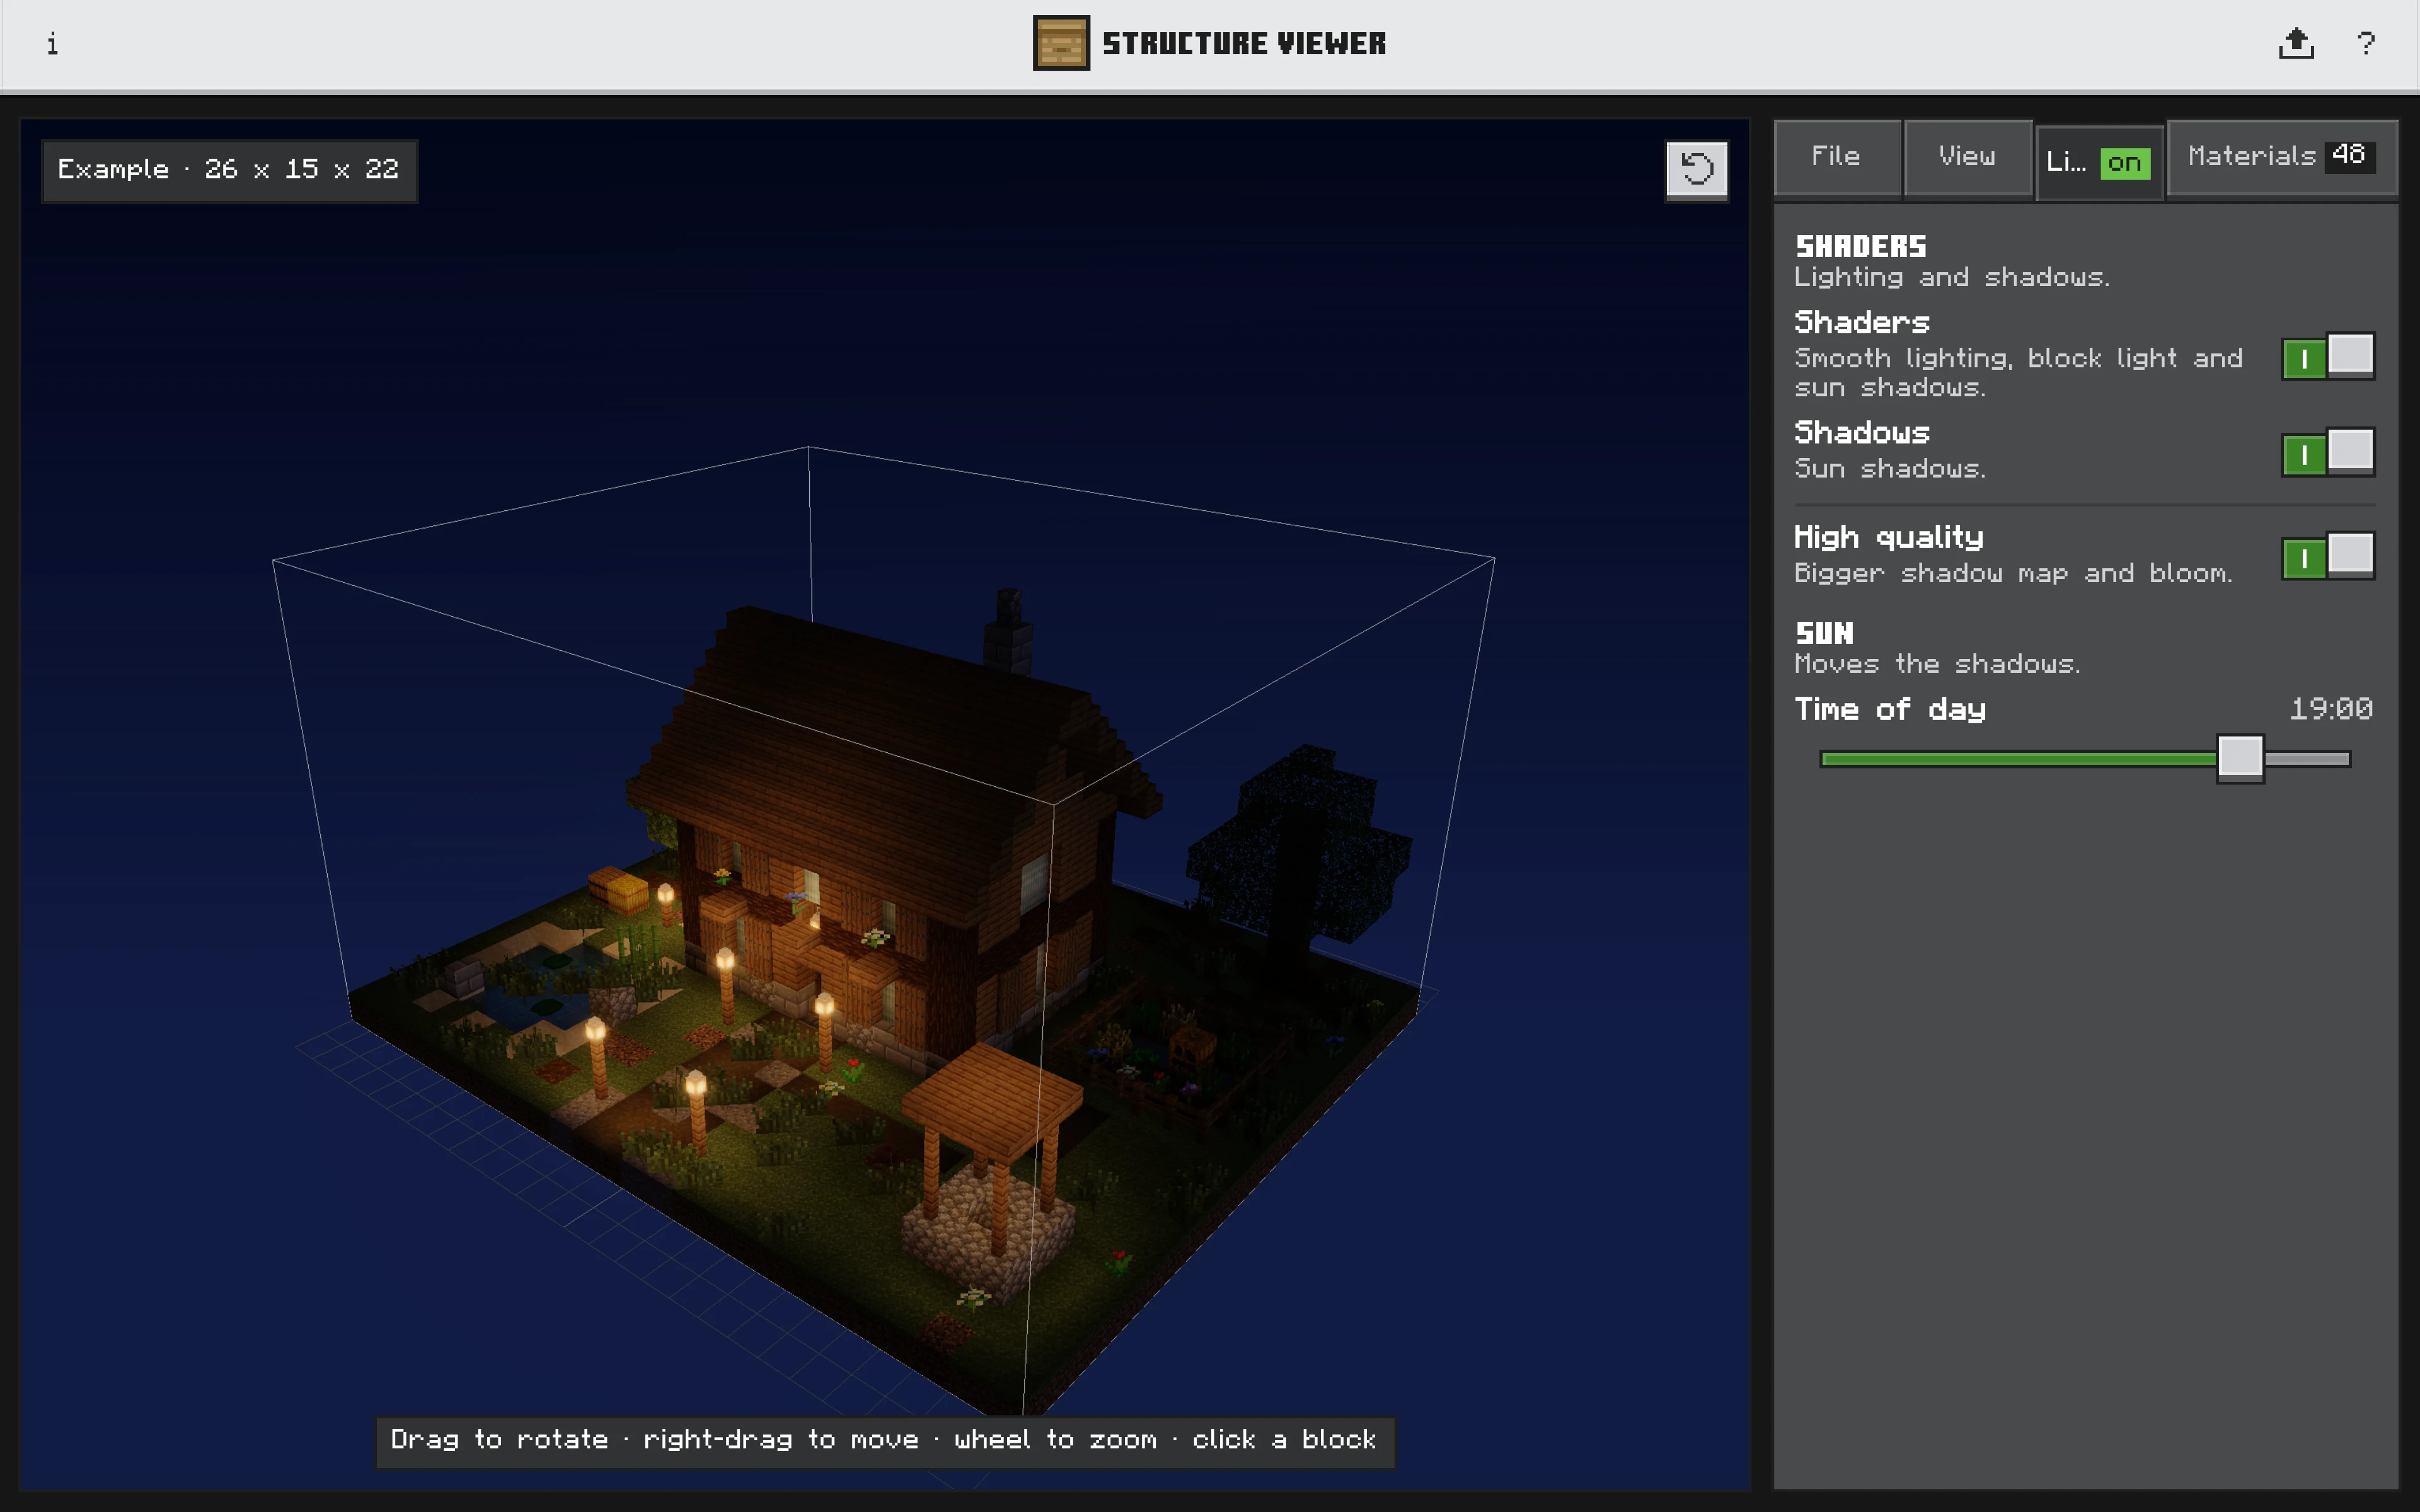 i
STRUCTURE VIEWER
?
Example · 26 x 15 x 22
File
View
Li... on
Materials 48
SHADERS
Lighting and shadows.
Shaders
Smooth lighting, block light and
sun shadows.
Shadows
Sun shadows.
High quality
Bigger shadow map and bloom.
SUN
Moves the shadows.
Time of day 19:00
Drag to rotate · right-drag to move · wheel to zoom · click a block